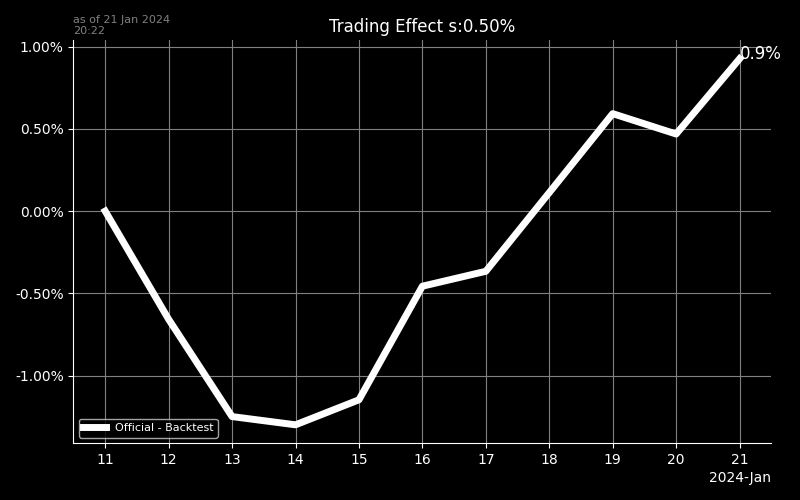 as of 21 Jan 2024
20:22
Trading Effect s:0.50%
1.00%
0.9%
0.50%
0.00%
-0.50%
-1.00%
Official - Backtest
11 12 13 14 15 16 17 18 19 20 21
2024-Jan